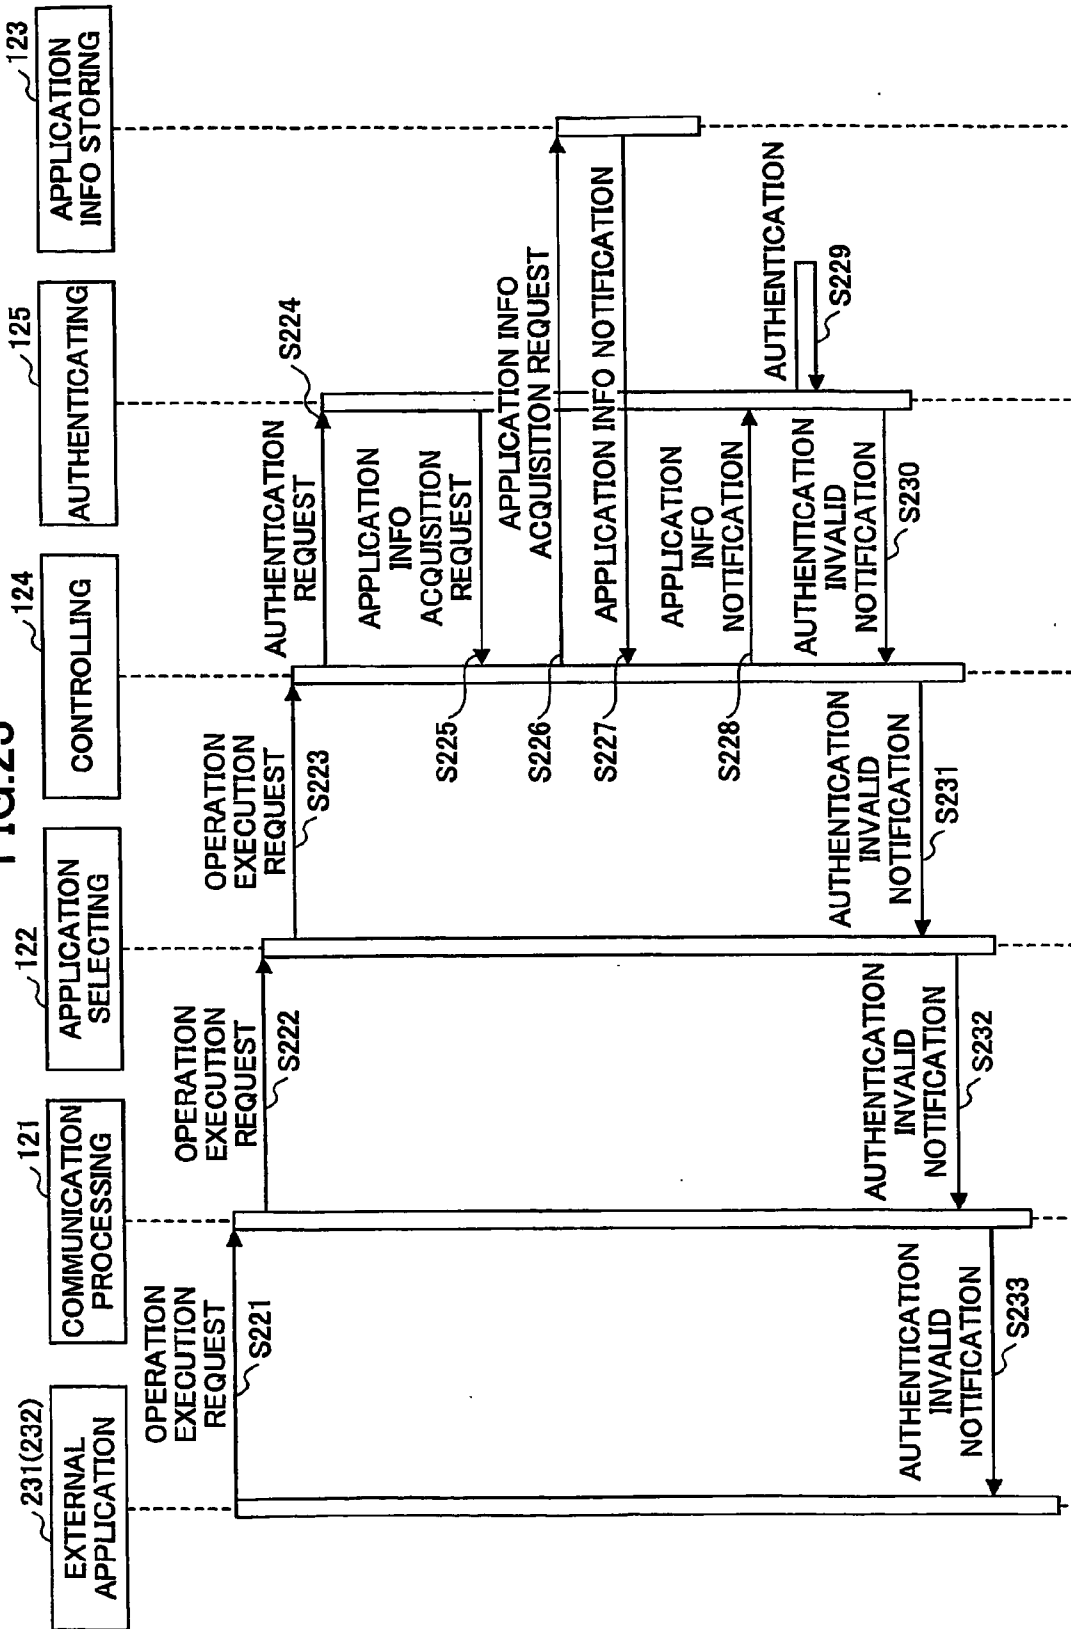 231(232)
EXTERNAL
APPLICATION
121
COMMUNICATION
PROCESSING
122
APPLICATION
SELECTING
124
CONTROLLING
125
AUTHENTICATING
123
APPLICATION
INFO STORING
OPERATION
EXECUTION
REQUEST
S221
OPERATION
EXECUTION
REQUEST
S222
OPERATION
EXECUTION
REQUEST
S223
AUTHENTICATION
REQUEST
S224
APPLICATION
INFO
ACQUISITION
REQUEST
S225
APPLICATION INFO
ACQUISITION REQUEST
S226
APPLICATION INFO NOTIFICATION
S227
APPLICATION
INFO
NOTIFICATION
S228
AUTHENTICATION
S229
AUTHENTICATION
INVALID
NOTIFICATION
S230
AUTHENTICATION
INVALID
NOTIFICATION
S231
AUTHENTICATION
INVALID
NOTIFICATION
S232
AUTHENTICATION
INVALID
NOTIFICATION
S233